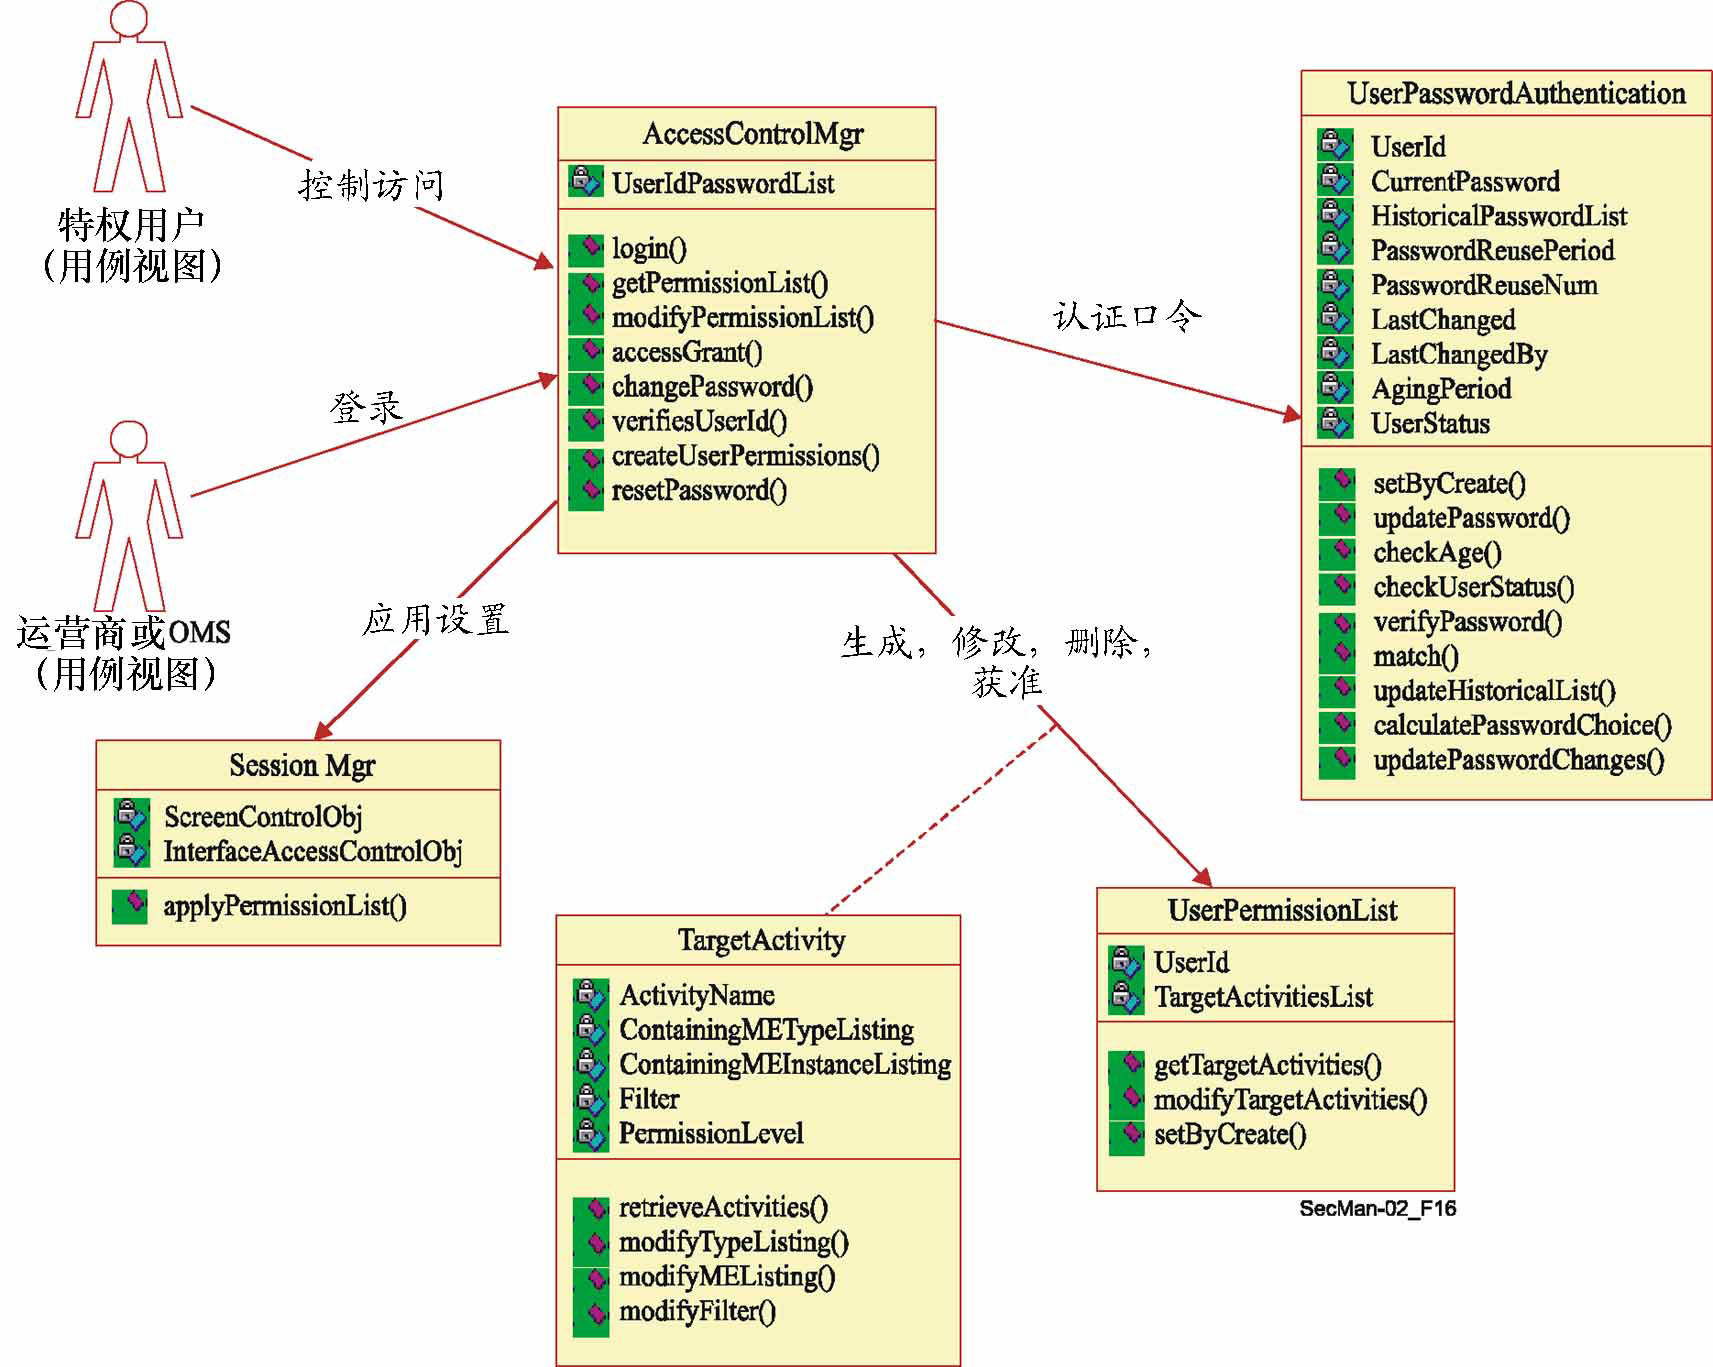 特权用户
(用例视图)
控制访问
运营商或OMS
(用例视图)
登录
AccessControlMgr
UserIdPasswordList
login()
getPermissionList()
modifyPermissionList()
accessGrant()
changePassword()
verifiesUserId()
createUserPermissions()
resetPassword()
认证口令
UserPasswordAuthentication
UserId
CurrentPassword
HistoricalPasswordList
PasswordReusePeriod
PasswordReuseNum
LastChanged
LastChangedBy
AgingPeriod
UserStatus
setByCreate()
updatePassword()
checkAge()
checkUserStatus()
verifyPassword()
match()
updateHistoricalList()
calculatePasswordChoice()
updatePasswordChanges()
应用设置
生成，修改，删除，
获准
Session Mgr
ScreenControlObj
InterfaceAccessControlObj
applyPermissionList()
TargetActivity
ActivityName
ContainingMETypeListing
ContainingMEInstanceListing
Filter
PermissionLevel
retrieveActivities()
modifyTypeListing()
modifyMEListing()
modifyFilter()
UserPermissionList
UserId
TargetActivitiesList
getTargetActivities()
modifyTargetActivities()
setByCreate()
SecMan-02_F16